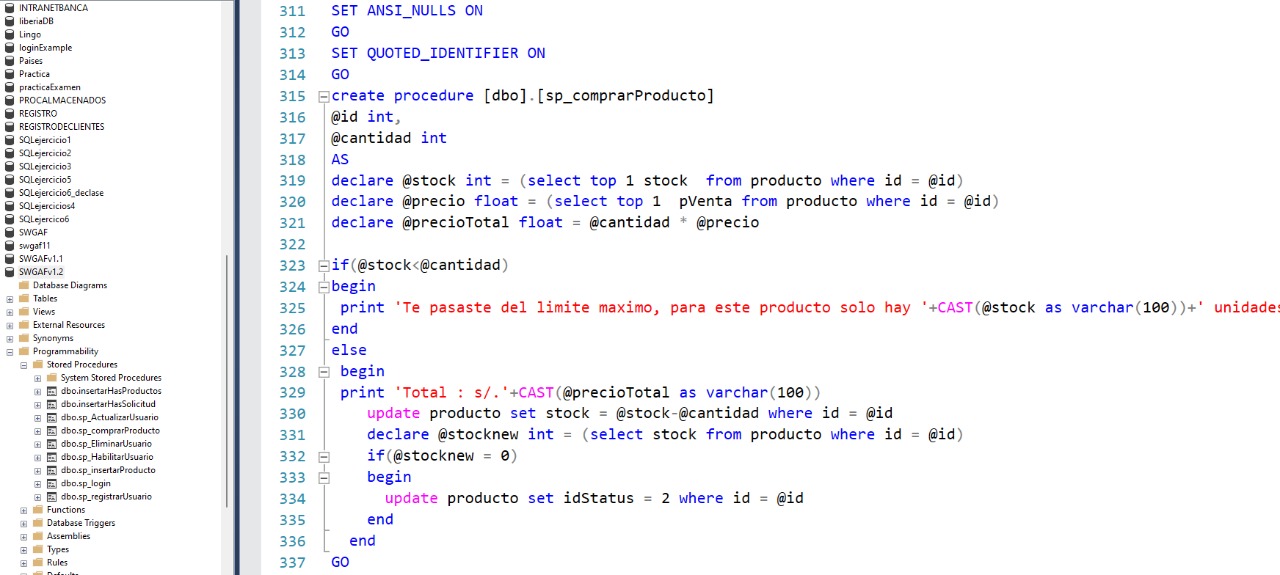 INTRANETBANCA
liberiaDB
Lingo
loginExample
Paises
Practica
practicaExamen
PROCALMACENADOS
REGISTRO
REGISTRODECLIENTES
SQLejercicio1
SQLejercicio2
SQLejercicio3
SQLejercicio5
SQLejercicio6_declase
SQLejercicios4
SQLejercico6
SWGAF
swgaf11
SWGAFv1.1
SWGAFv1.2
Database Diagrams
Tables
Views
External Resources
Synonyms
Programmability
Stored Procedures
System Stored Procedures
dbo.insertarHasProductos
dbo.insertarHasSolicitud
dbo.sp_ActualizarUsuario
dbo.sp_comprarProducto
dbo.sp_EliminarUsuario
dbo.sp_HabilitarUsuario
dbo.sp_insertarProducto
dbo.sp_login
dbo.sp_registrarUsuario
Functions
Database Triggers
Assemblies
Types
Rules
Defaults
311 SET ANSI_NULLS ON
312 GO
313 SET QUOTED_IDENTIFIER ON
314 GO
315 create procedure [dbo].[sp_comprarProducto]
316 @id int,
317 @cantidad int
318 AS
319 declare @stock int = (select top 1 stock  from producto where id = @id)
320 declare @precio float = (select top 1  pVenta from producto where id = @id)
321 declare @precioTotal float = @cantidad * @precio
322
323 if(@stock<@cantidad)
324 begin
325  print 'Te pasaste del limite maximo, para este producto solo hay '+CAST(@stock as varchar(100))+' unidades
326 end
327 else
328  begin
329  print 'Total : s/.'+CAST(@precioTotal as varchar(100))
330     update producto set stock = @stock-@cantidad where id = @id
331     declare @stocknew int = (select stock from producto where id = @id)
332     if(@stocknew = 0)
333     begin
334       update producto set idStatus = 2 where id = @id
335     end
336   end
337 GO